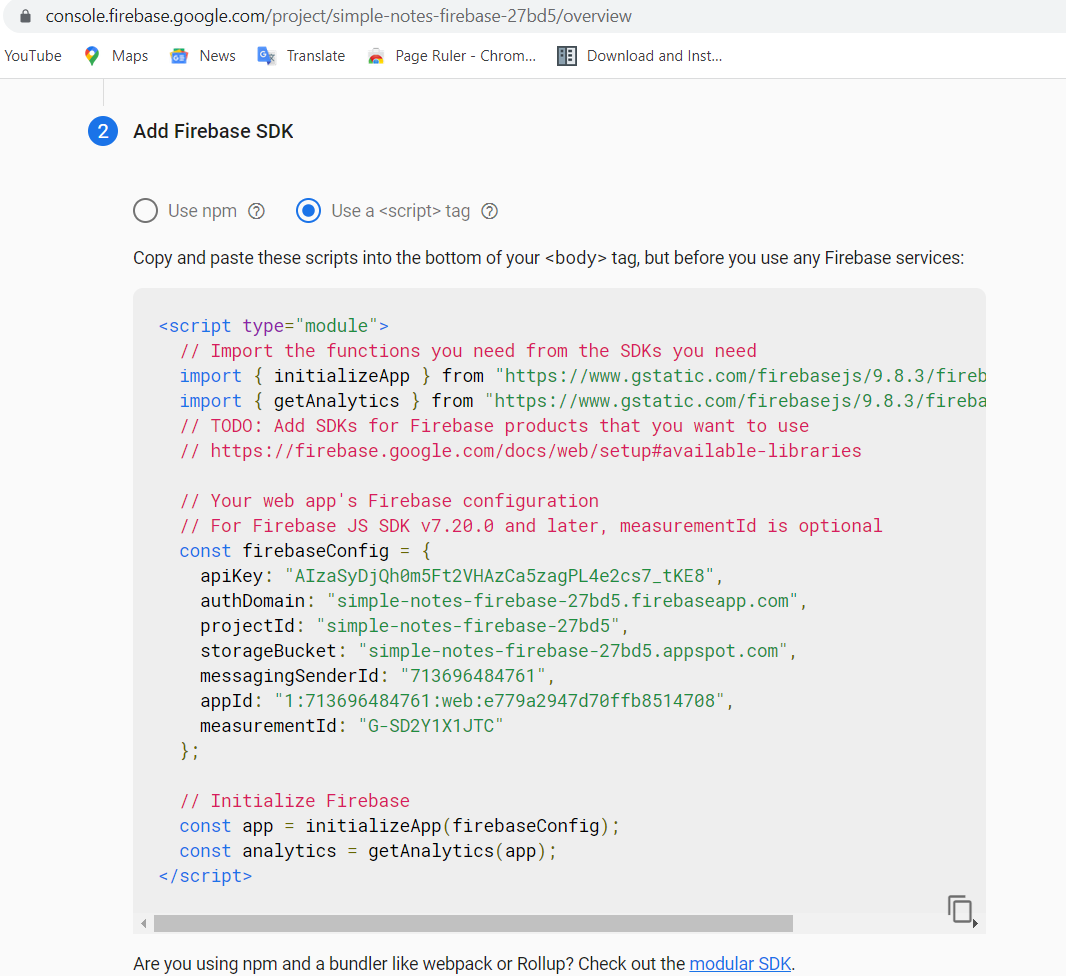 console.firebase.google.com/project/simple-notes-firebase-27bd5/overview
YouTube Maps News Translate Page Ruler - Chrom... Download and Inst...
2 Add Firebase SDK
Use npm ? Use a <script> tag ?
Copy and paste these scripts into the bottom of your <body> tag, but before you use any Firebase services:
<script type="module">
// Import the functions you need from the SDKs you need
import { initializeApp } from "https://www.gstatic.com/firebasejs/9.8.3/fireb
import { getAnalytics } from "https://www.gstatic.com/firebasejs/9.8.3/fireba
// TODO: Add SDKs for Firebase products that you want to use
// https://firebase.google.com/docs/web/setup#available-libraries
// Your web app's Firebase configuration
// For Firebase JS SDK v7.20.0 and later, measurementId is optional
const firebaseConfig = {
apiKey: "AIzaSyDjQh0m5Ft2VHAzCa5zagPL4e2cs7_tKE8",
authDomain: "simple-notes-firebase-27bd5.firebaseapp.com",
projectId: "simple-notes-firebase-27bd5",
storageBucket: "simple-notes-firebase-27bd5.appspot.com",
messagingSenderId: "713696484761",
appId: "1:713696484761:web:e779a2947d70ffb8514708",
measurementId: "G-SD2Y1X1JTC"
};
// Initialize Firebase
const app = initializeApp(firebaseConfig);
const analytics = getAnalytics(app);
</script>
Are you using npm and a bundler like webpack or Rollup? Check out the modular SDK.